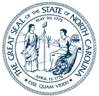 THE GREAT SEAL OF THE STATE OF NORTH CAROLINA
MAY 20, 1775
APRIL 12, 1776
ESSE QUAM VIDERI